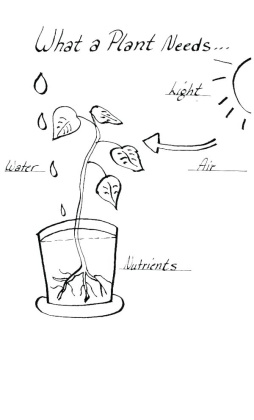 What a Plant Needs...
Light
Water
Air
Nutrients